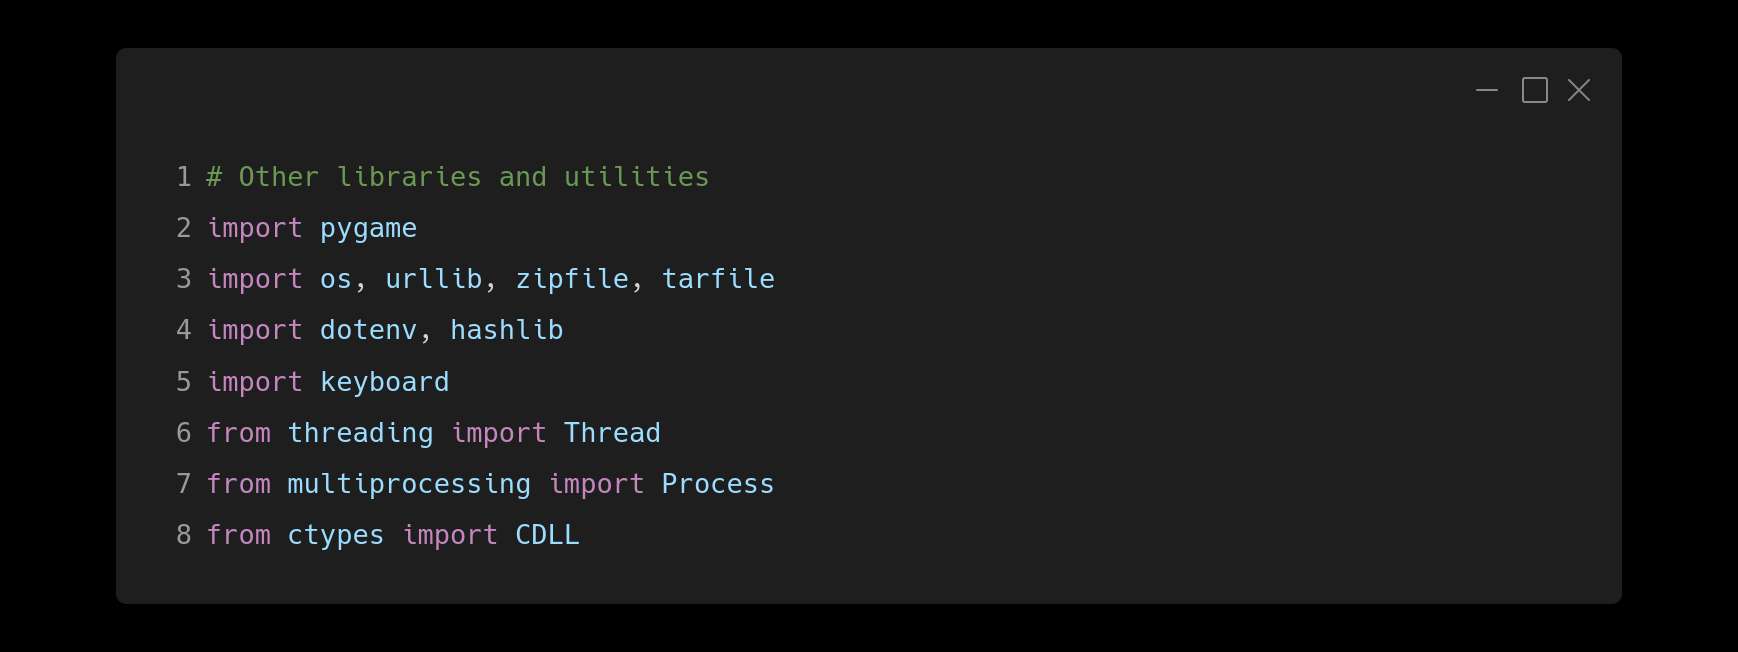 1 # Other libraries and utilities
2 import pygame
3 import os, urllib, zipfile, tarfile
4 import dotenv, hashlib
5 import keyboard
6 from threading import Thread
7 from multiprocessing import Process
8 from ctypes import CDLL